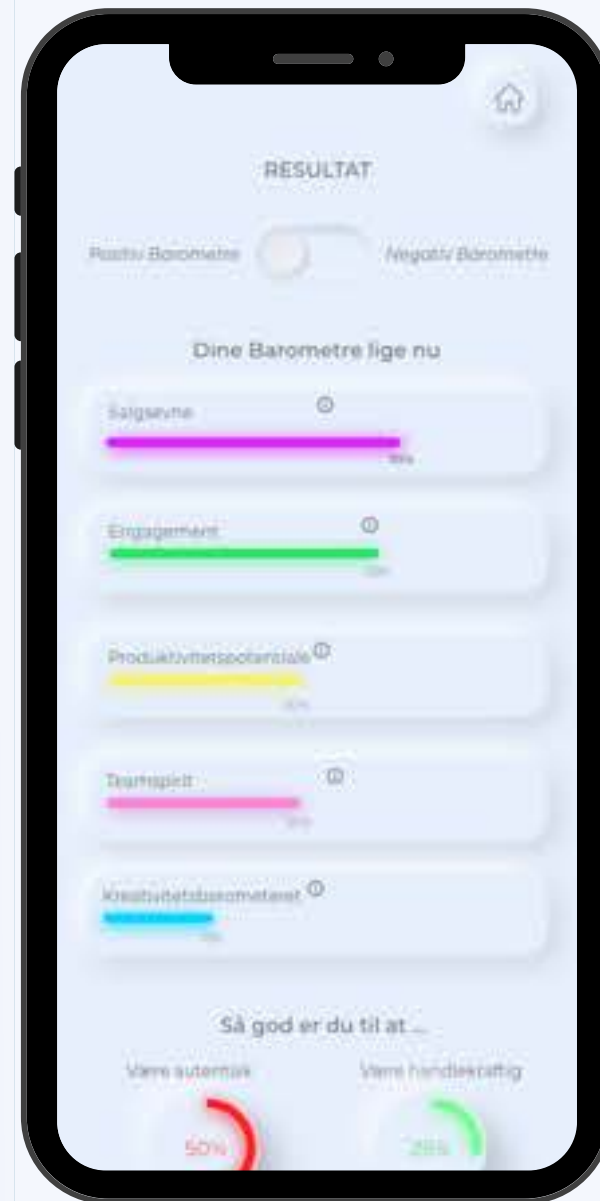 RESULTAT
Positiv Barometre
Negativ Barometre
Dine Barometre lige nu
Salgsevne
Engagement
Produktivitetspotentiale
Teamspirit
Kreativitetsbarometeret
Så god er du til at ...
Være autentisk
Være handlekraftig
50%
25%